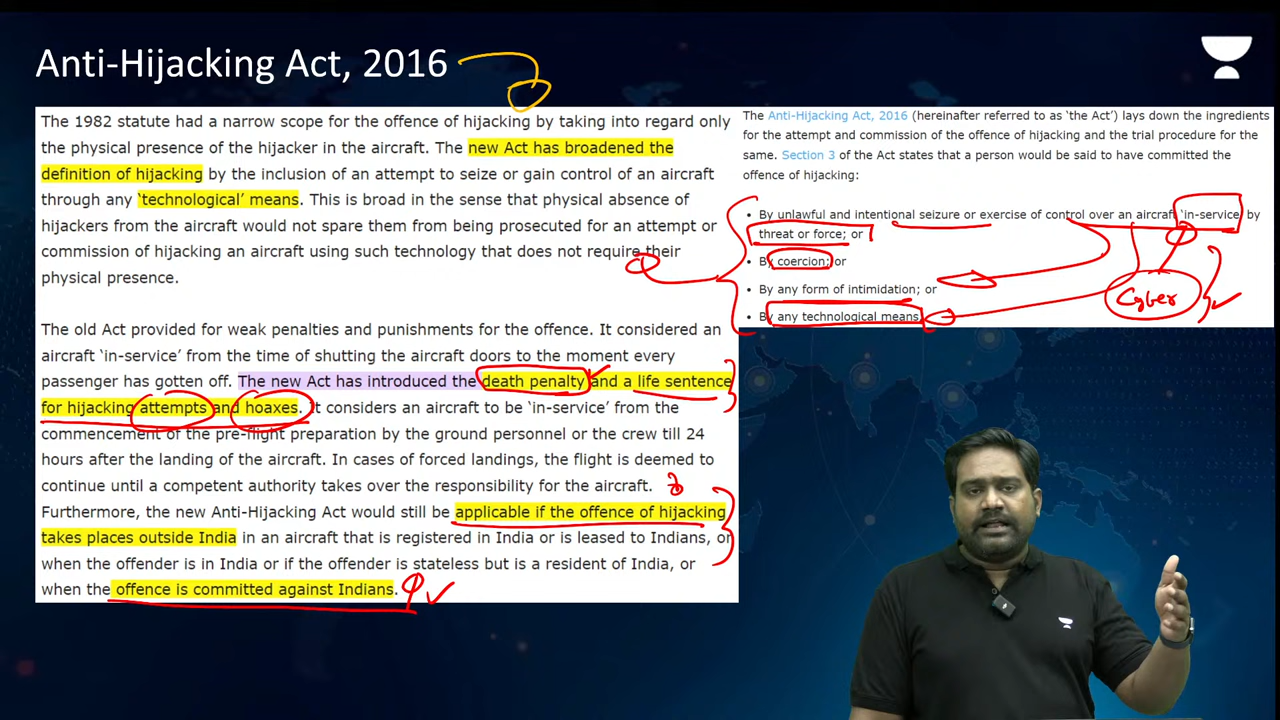 Anti-Hijacking Act, 2016
The 1982 statute had a narrow scope for the offence of hijacking by taking into regard only
the physical presence of the hijacker in the aircraft. The new Act has broadened the
definition of hijacking by the inclusion of an attempt to seize or gain control of an aircraft
through any ‘technological’ means. This is broad in the sense that physical absence of
hijackers from the aircraft would not spare them from being prosecuted for an attempt or
commission of hijacking an aircraft using such technology that does not require their
physical presence.
The old Act provided for weak penalties and punishments for the offence. It considered an
aircraft ‘in-service’ from the time of shutting the aircraft doors to the moment every
passenger has gotten off. The new Act has introduced the death penalty and a life sentence
for hijacking attempts and hoaxes. It considers an aircraft to be ‘in-service’ from the
commencement of the pre-flight preparation by the ground personnel or the crew till 24
hours after the landing of the aircraft. In cases of forced landings, the flight is deemed to
continue until a competent authority takes over the responsibility for the aircraft.
Furthermore, the new Anti-Hijacking Act would still be applicable if the offence of hijacking
takes places outside India in an aircraft that is registered in India or is leased to Indians, or
when the offender is in India or if the offender is stateless but is a resident of India, or
when the offence is committed against Indians.
The Anti-Hijacking Act, 2016 (hereinafter referred to as ‘the Act’) lays down the ingredients
for the attempt and commission of the offence of hijacking and the trial procedure for the
same. Section 3 of the Act states that a person would be said to have committed the
offence of hijacking:
• By unlawful and intentional seizure or exercise of control over an aircraft ‘in-service’ by
threat or force; or
• By coercion; or
• By any form of intimidation; or
• By any technological means.
Cyber